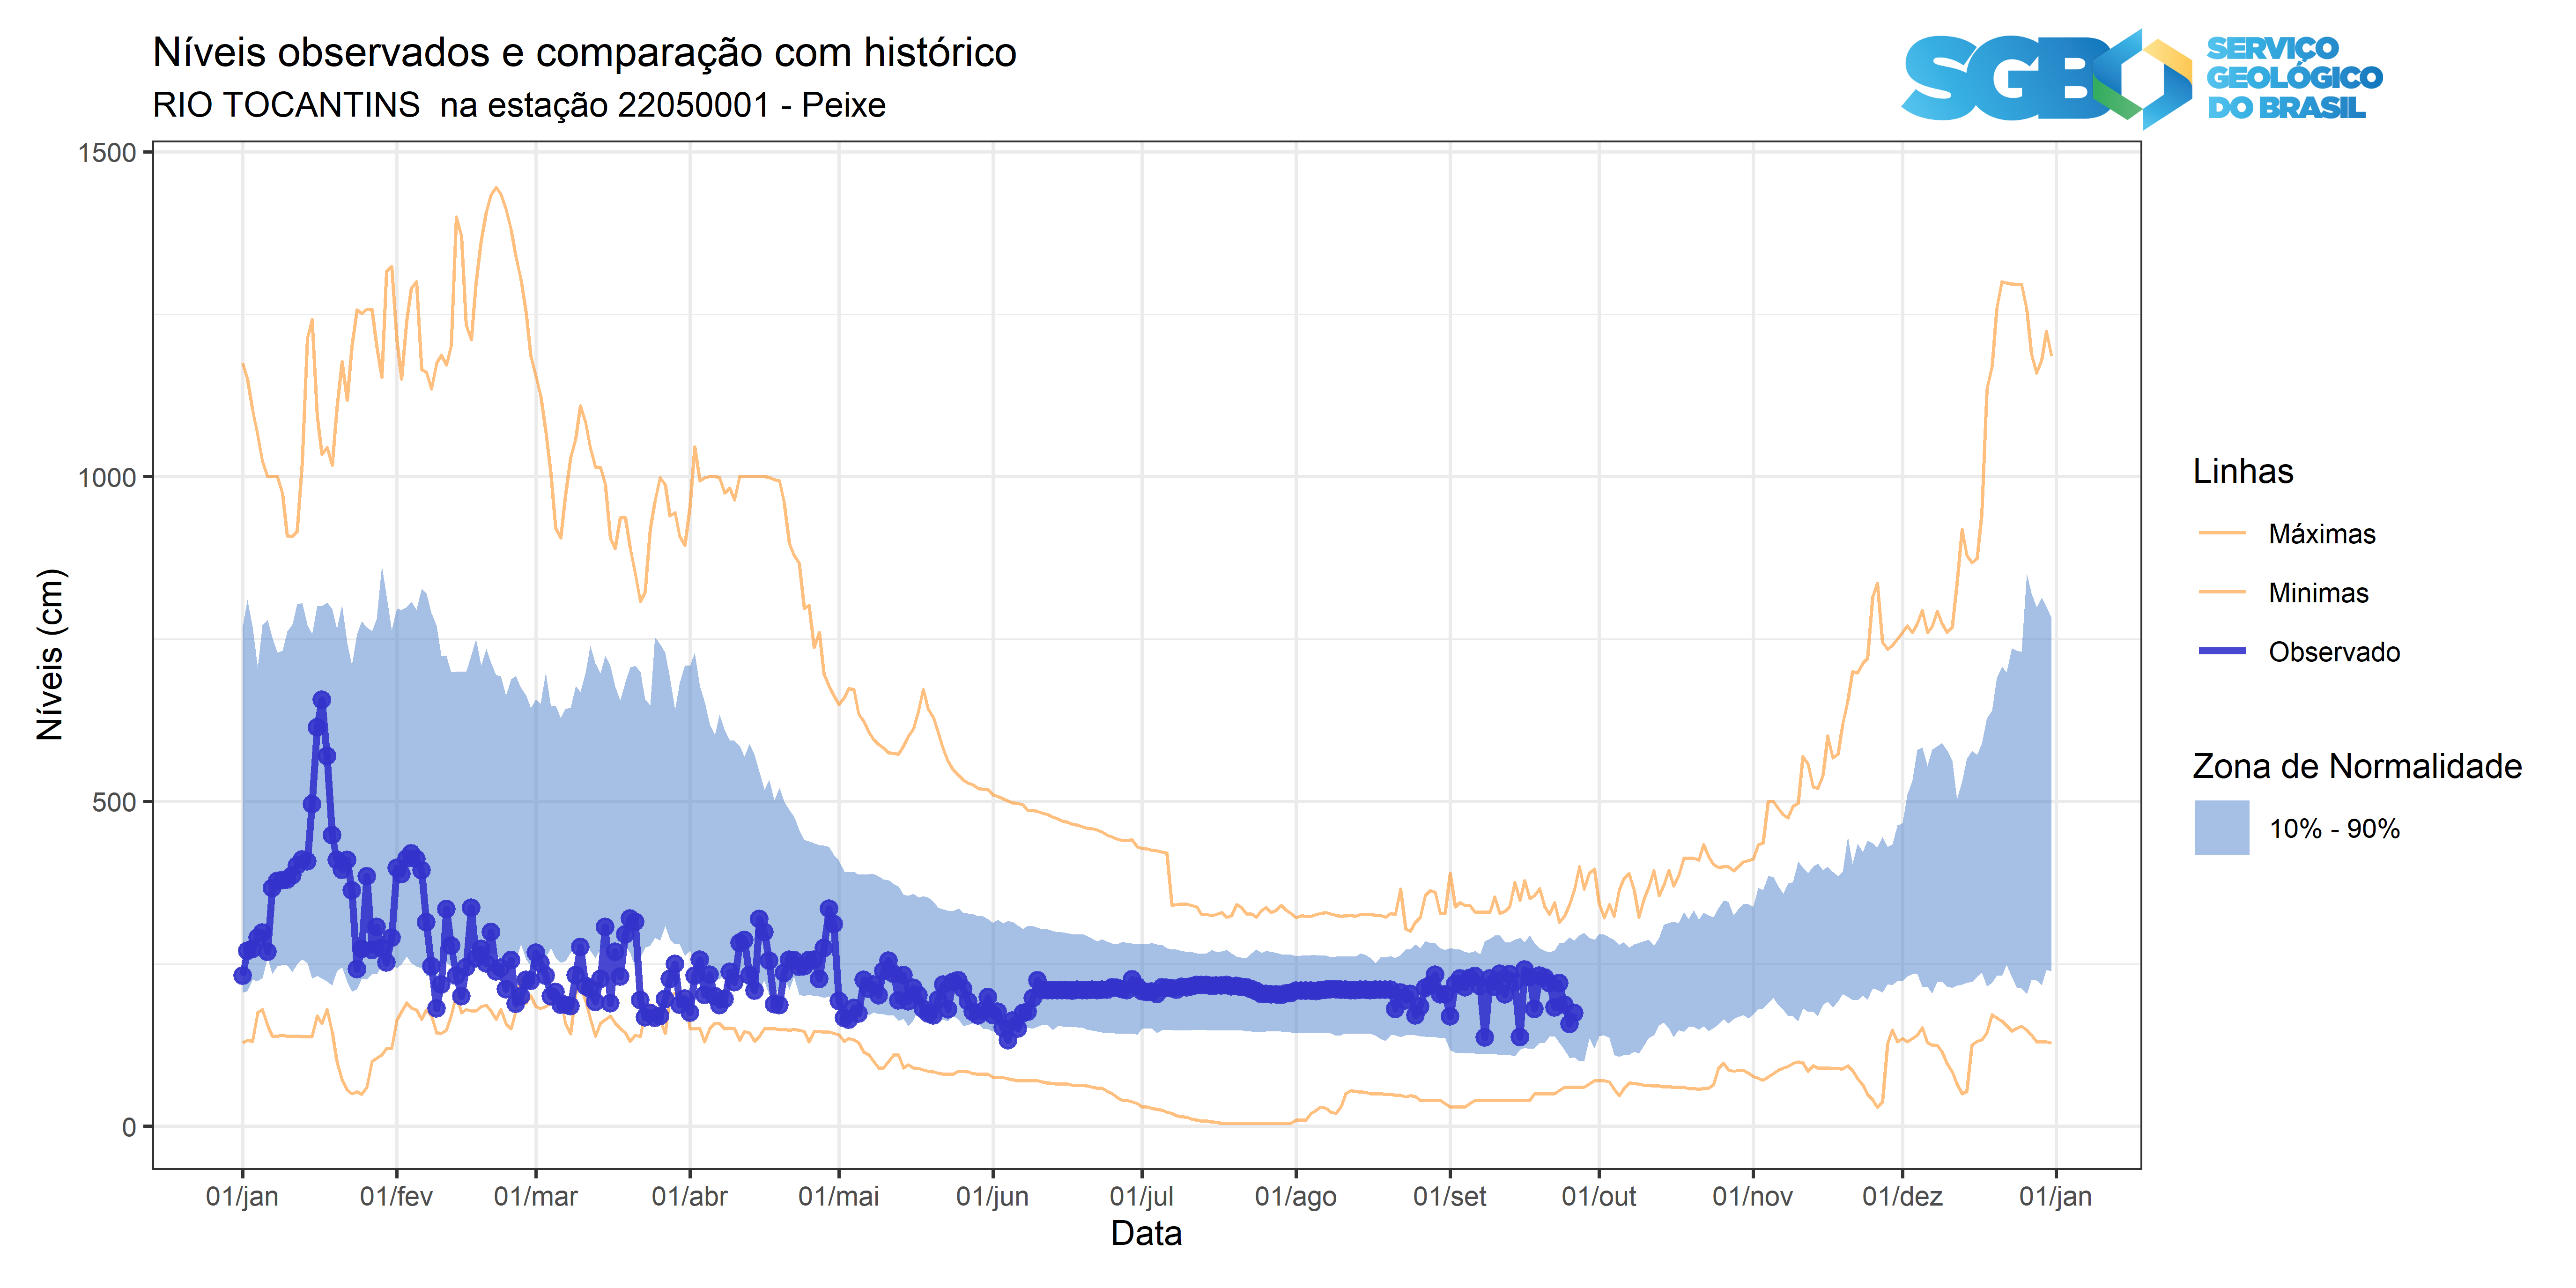 Níveis observados e comparação com histórico
RIO TOCANTINS  na estação 22050001 - Peixe
SGB
SERVIÇO
GEOLÓGICO
DO BRASIL
1500
1000
500
0
Níveis (cm)
01/jan
01/fev
01/mar
01/abr
01/mai
01/jun
01/jul
01/ago
01/set
01/out
01/nov
01/dez
01/jan
Data
Linhas
Máximas
Minimas
Observado
Zona de Normalidade
10% - 90%